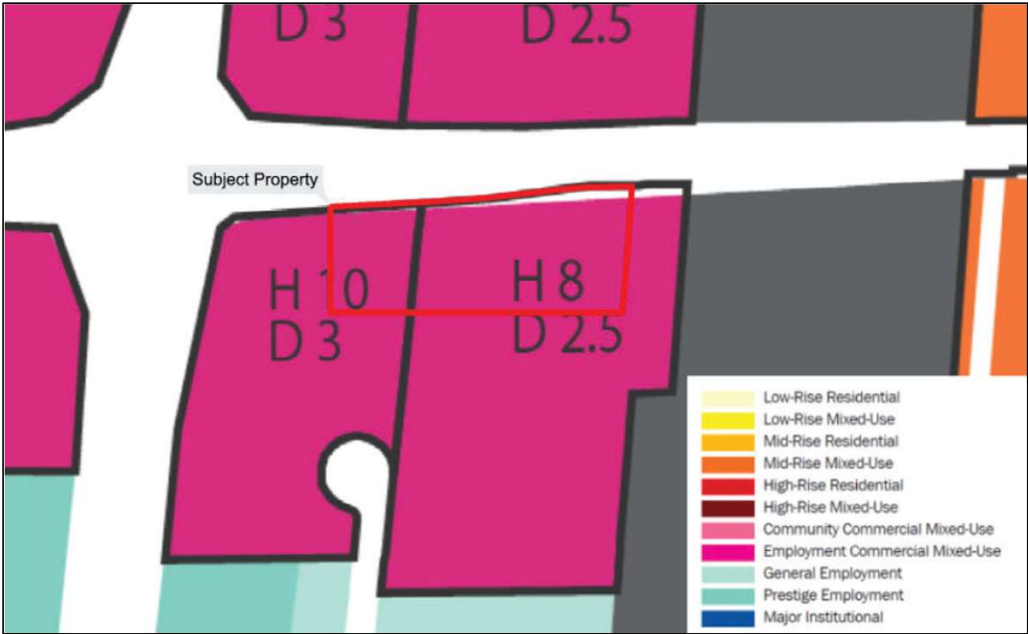 D 3
D 2.5
Subject Property
H 10
D 3
H 8
D 2.5
Low-Rise Residential
Low-Rise Mixed-Use
Mid-Rise Residential
Mid-Rise Mixed-Use
High-Rise Residential
High-Rise Mixed-Use
Community Commercial Mixed-Use
Employment Commercial Mixed-Use
General Employment
Prestige Employment
Major Institutional